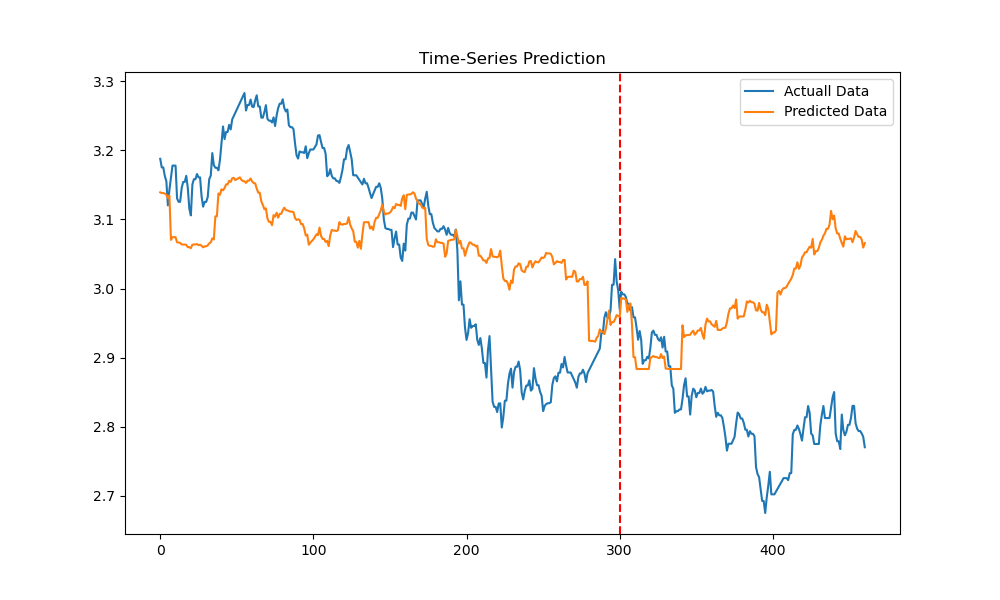 Time-Series Prediction
Actuall Data
Predicted Data
3.3
3.2
3.1
3.0
2.9
2.8
2.7
0 100 200 300 400